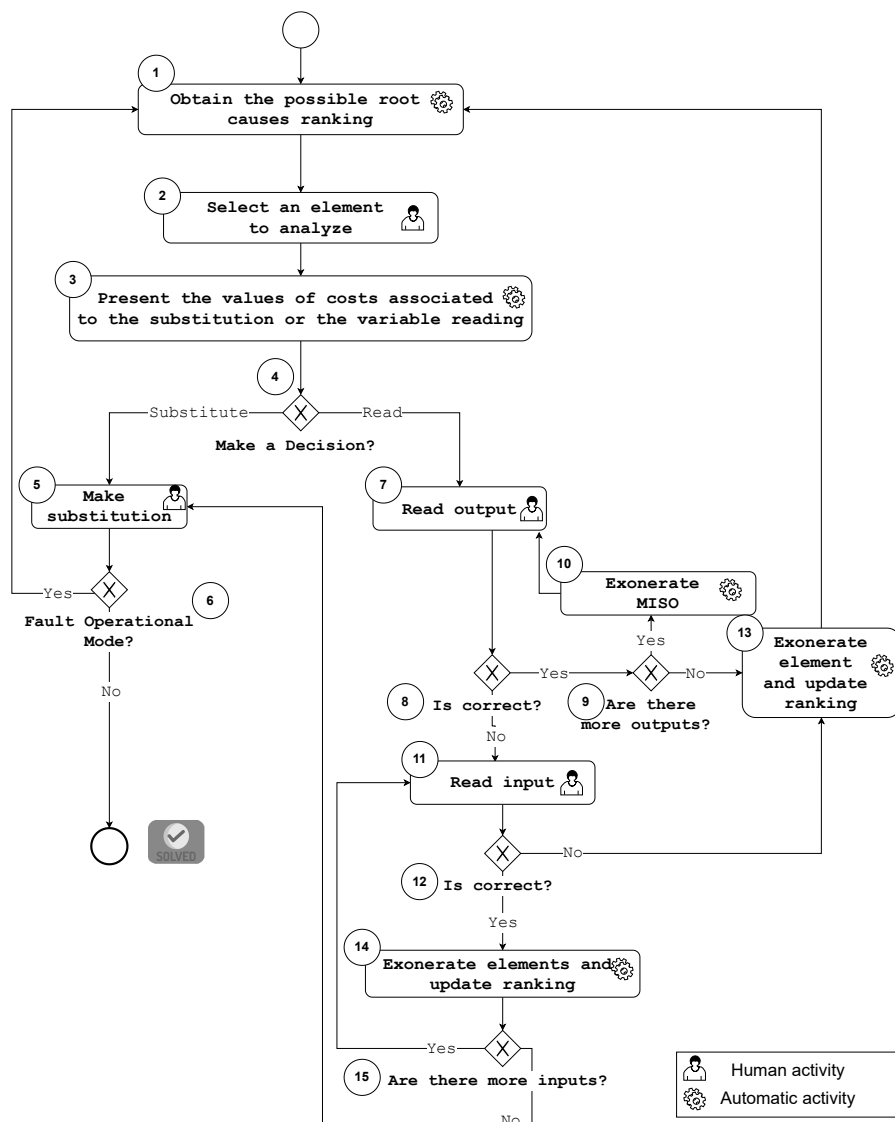 1
Obtain the possible root
causes ranking
2
Select an element
to analyze
3
Present the values of costs associated
to the substitution or the variable reading
4
Substitute
Read
Make a Decision?
5
Make
substitution
7
Read output
10
Exonerate
MISO
Yes
6
Fault Operational
Mode?
Yes
13
Exonerate
element
and update
ranking
Yes
No
8
Is correct?
9
Are there
more outputs?
No
No
11
Read input
SOLVED
No
12
Is correct?
Yes
14
Exonerate elements and
update ranking
Yes
15
Are there more inputs?
No
Human activity
Automatic activity